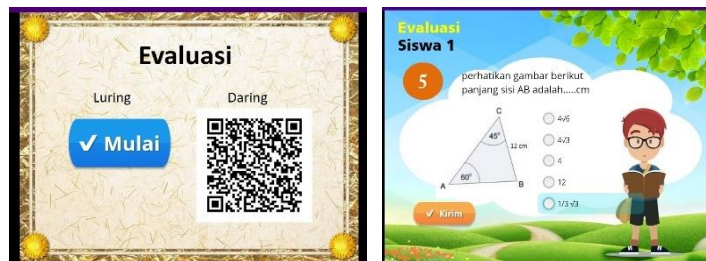 Evaluasi
Luring
Daring
✓ Mulai
Evaluasi
Siswa 1
5
perhatikan gambar berikut
panjang sisi AB adalah.....cm
C
45°
12 cm
60°
A
B
4√6
4√3
4
12
1/3 √3
✓ Kirim